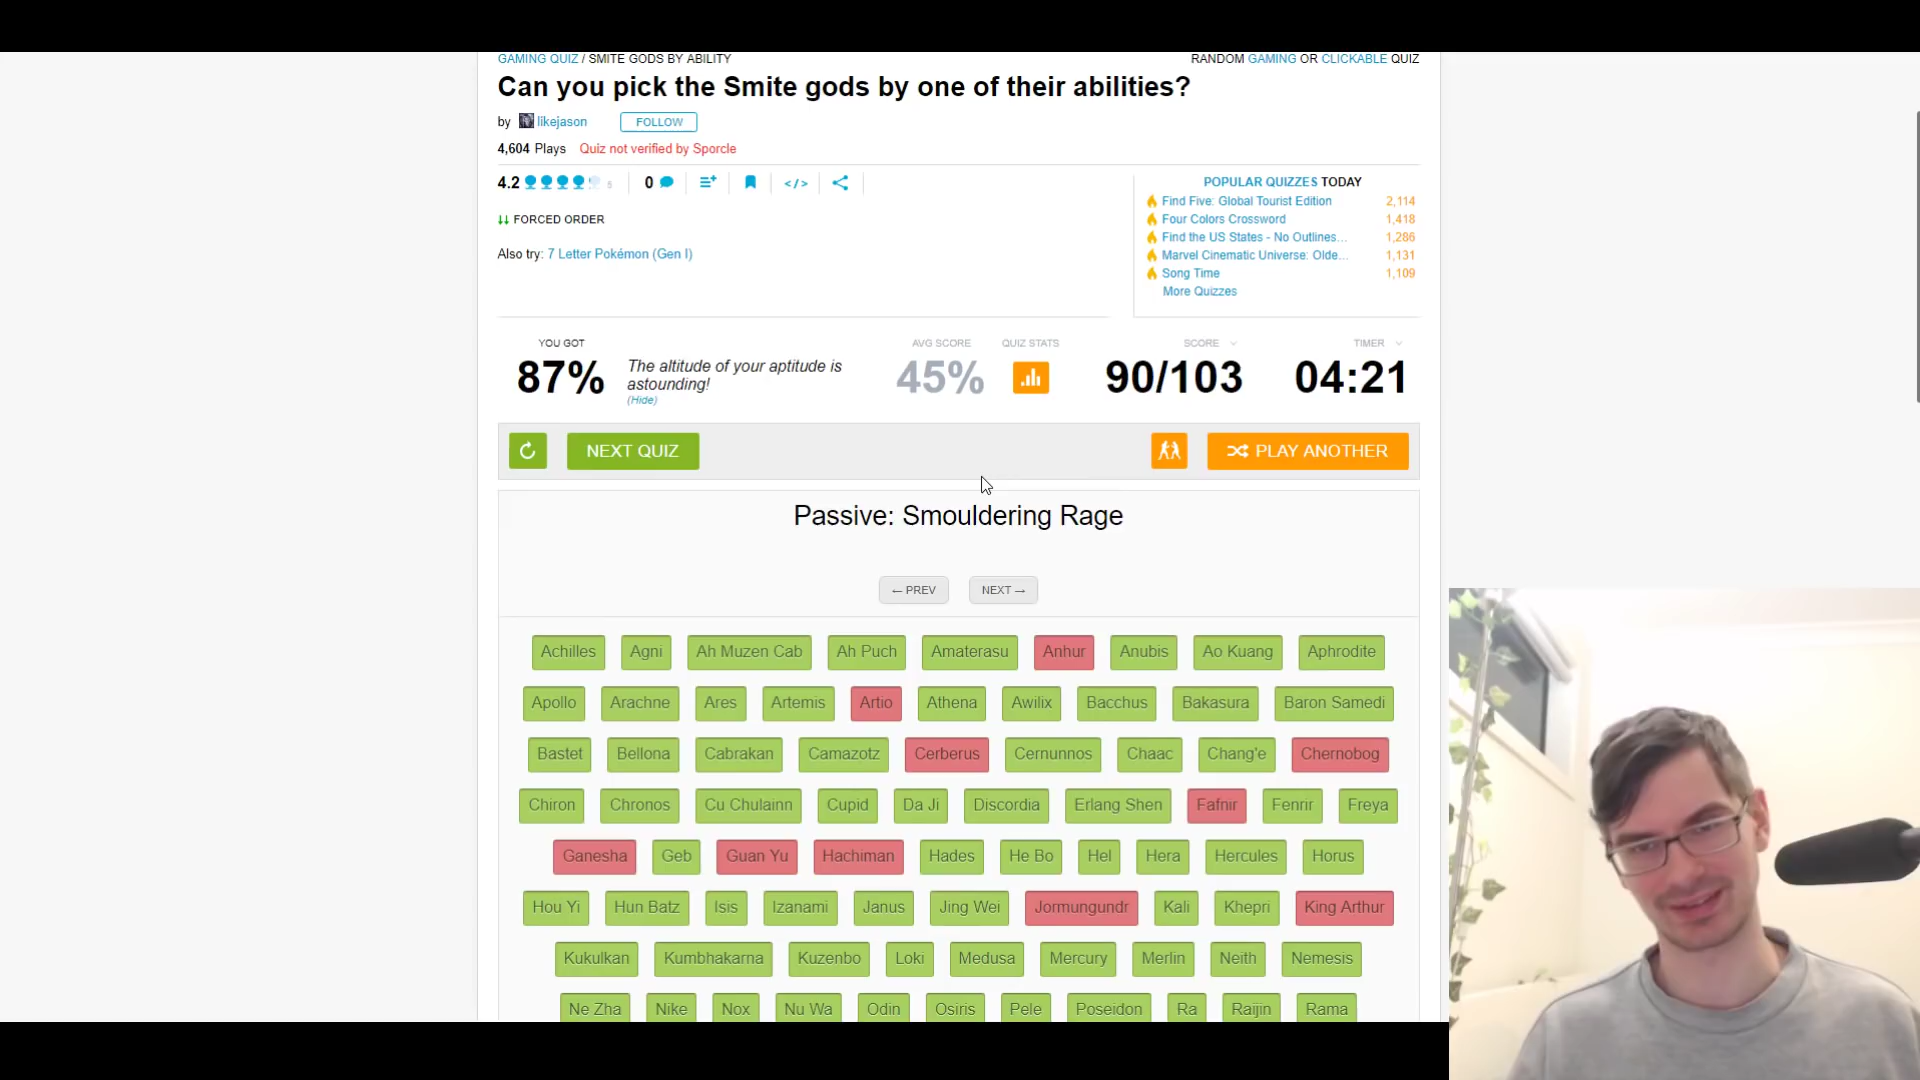 GAMING QUIZ / SMITE GODS BY ABILITY
RANDOM GAMING OR CLICKABLE QUIZ
Can you pick the Smite gods by one of their abilities?
by likejason FOLLOW
4,604 Plays Quiz not verified by Sporcle
4.2 5 0 </>
FORCED ORDER
Also try: 7 Letter Pokémon (Gen I)
POPULAR QUIZZES TODAY
Find Five: Global Tourist Edition 2,114
Four Colors Crossword 1,418
Find the US States - No Outlines... 1,286
Marvel Cinematic Universe: Olde... 1,131
Song Time 1,109
More Quizzes
YOU GOT
87%
The altitude of your aptitude is
astounding!
(Hide)
AVG SCORE
45%
QUIZ STATS
SCORE
90/103
TIMER
04:21
NEXT QUIZ
PLAY ANOTHER
Passive: Smouldering Rage
← PREV NEXT →
Achilles Agni Ah Muzen Cab Ah Puch Amaterasu Anhur Anubis Ao Kuang Aphrodite
Apollo Arachne Ares Artemis Artio Athena Awilix Bacchus Bakasura Baron Samedi
Bastet Bellona Cabrakan Camazotz Cerberus Cernunnos Chaac Chang'e Chernobog
Chiron Chronos Cu Chulainn Cupid Da Ji Discordia Erlang Shen Fafnir Fenrir Freya
Ganesha Geb Guan Yu Hachiman Hades He Bo Hel Hera Hercules Horus
Hou Yi Hun Batz Isis Izanami Janus Jing Wei Jormungundr Kali Khepri King Arthur
Kukulkan Kumbhakarna Kuzenbo Loki Medusa Mercury Merlin Neith Nemesis
Ne Zha Nike Nox Nu Wa Odin Osiris Pele Poseidon Ra Raijin Rama